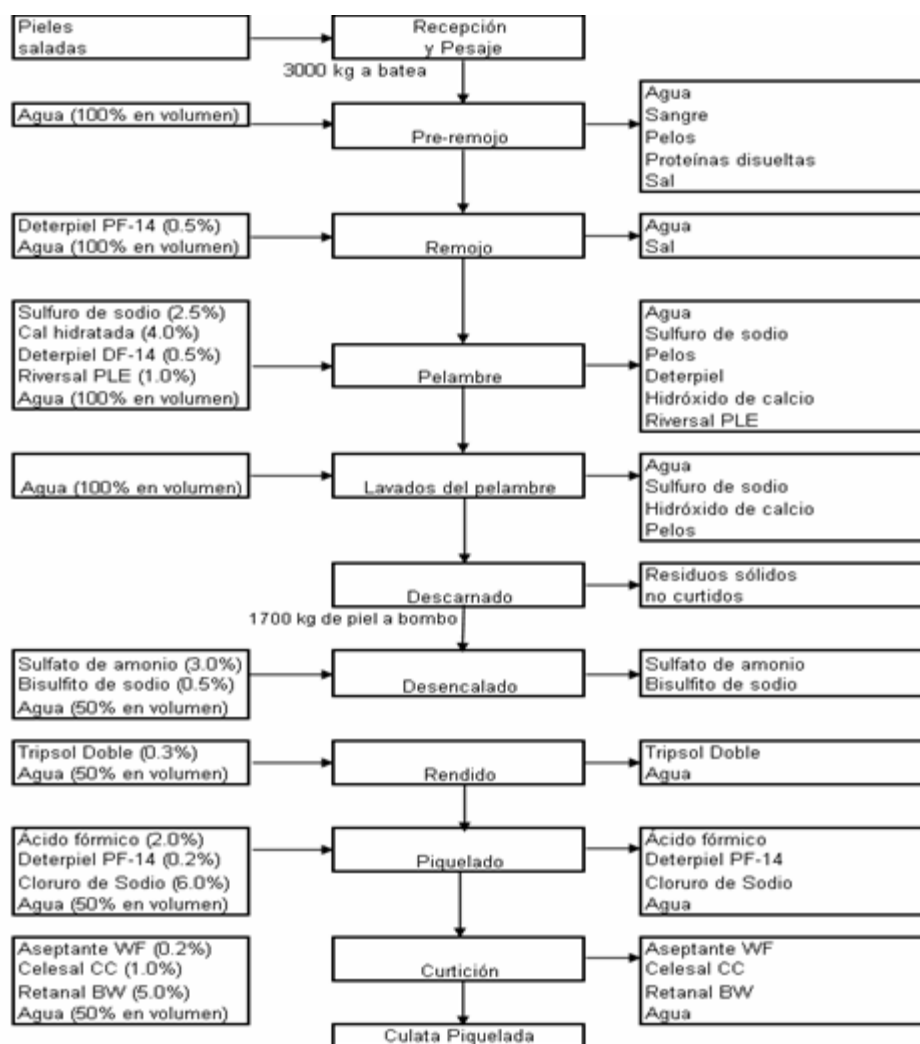 Pieles
saladas
Recepción
y Pesaje
3000 kg a batea
Agua (100% en volumen)
Pre-remojo
Agua
Sangre
Pelos
Proteínas disueltas
Sal
Deterpiel PF-14 (0.5%)
Agua (100% en volumen)
Remojo
Agua
Sal
Sulfuro de sodio (2.5%)
Cal hidratada (4.0%)
Deterpiel DF-14 (0.5%)
Riversal PLE (1.0%)
Agua (100% en volumen)
Pelambre
Agua
Sulfuro de sodio
Pelos
Deterpiel
Hidróxido de calcio
Riversal PLE
Agua (100% en volumen)
Lavados del pelambre
Agua
Sulfuro de sodio
Hidróxido de calcio
Pelos
Descarnado
Residuos sólidos
no curtidos
1700 kg de piel a bombo
Sulfato de amonio (3.0%)
Bisulfito de sodio (0.5%)
Agua (50% en volumen)
Desencalado
Sulfato de amonio
Bisulfito de sodio
Tripsol Doble (0.3%)
Agua (50% en volumen)
Rendido
Tripsol Doble
Agua
Ácido fórmico (2.0%)
Deterpiel PF-14 (0.2%)
Cloruro de Sodio (6.0%)
Agua (50% en volumen)
Piquelado
Ácido fórmico
Deterpiel PF-14
Cloruro de Sodio
Agua
Aseptante WF (0.2%)
Celesal CC (1.0%)
Retanal BW (5.0%)
Agua (50% en volumen)
Curtición
Aseptante WF
Celesal CC
Retanal BW
Agua
Culata Piquelada